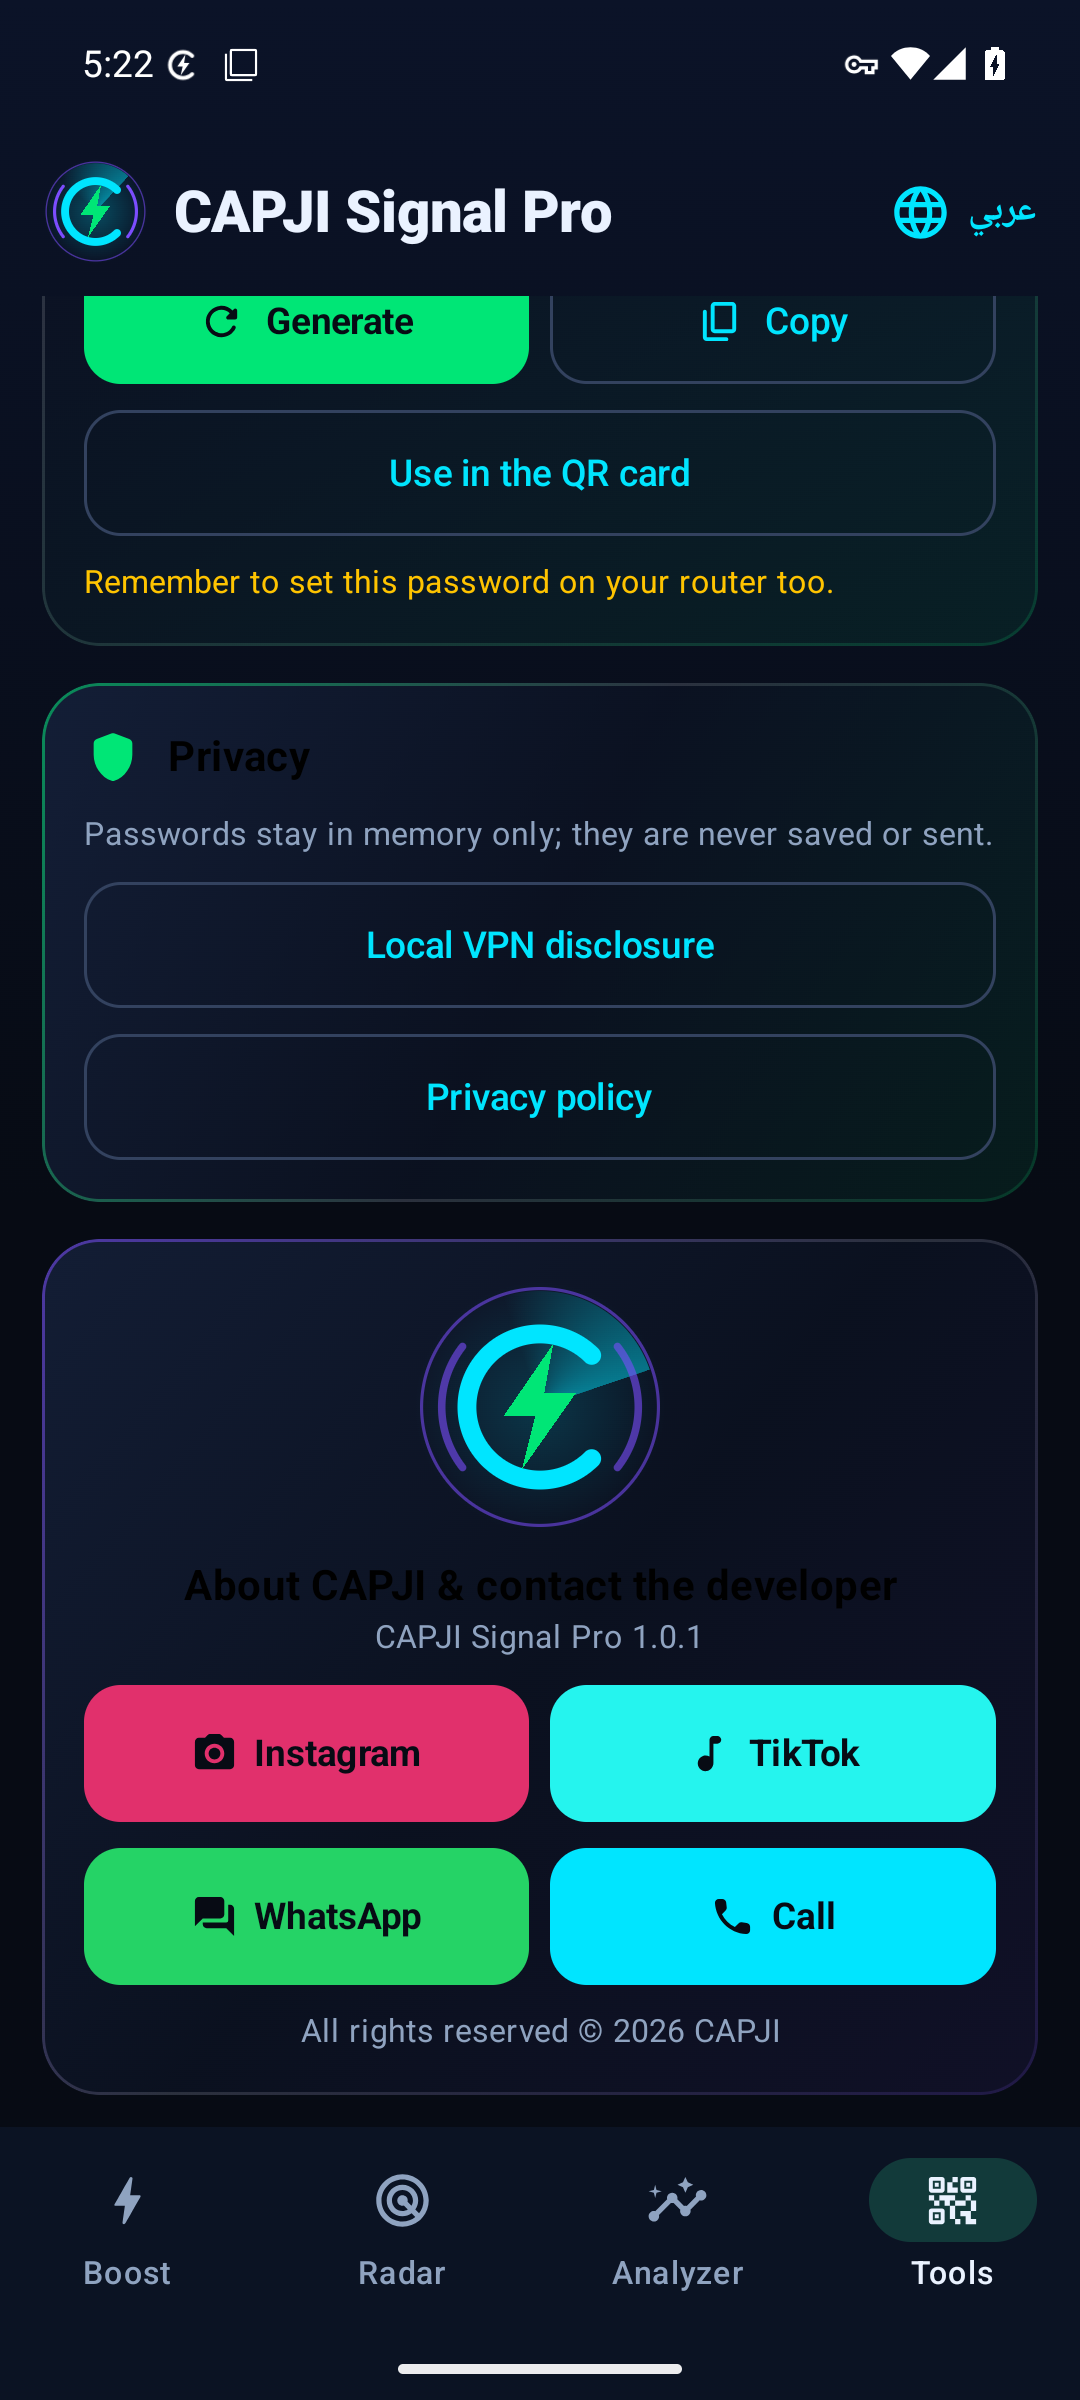 5:22
CAPJI Signal Pro
عربي
Generate
Copy
Use in the QR card
Remember to set this password on your router too.
Privacy
Passwords stay in memory only; they are never saved or sent.
Local VPN disclosure
Privacy policy
About CAPJI & contact the developer
CAPJI Signal Pro 1.0.1
Instagram
TikTok
WhatsApp
Call
All rights reserved © 2026 CAPJI
Boost
Radar
Analyzer
Tools